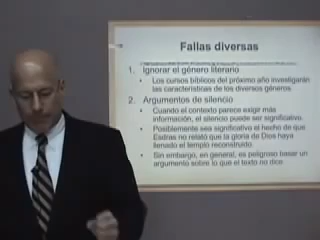 Fallas diversas
1. Ignorar el género literario
• Los cursos bíblicos del próximo año investigarán
las características de los diversos géneros
2. Argumentos de silencio
• Cuando el contexto parece exigir más
información, el silencio puede ser significativo.
• Posiblemente sea significativo el hecho de que
Esdras no relató que la gloria de Dios haya
llenado el templo reconstruido.
• Sin embargo, en general, es peligroso basar un
argumento sobre lo que el texto no dice.